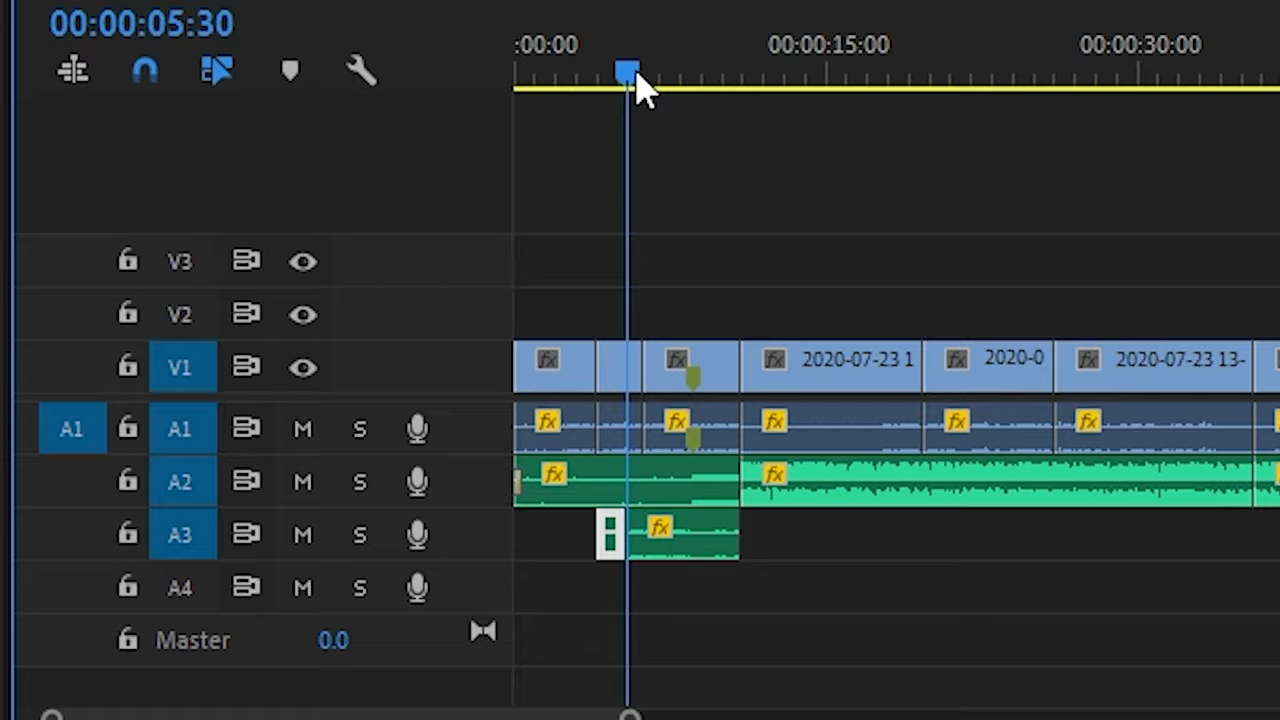 00:00:05:30
:00:00 00:00:15:00 00:00:30:00
V3
V2
V1 fx fx fx 2020-07-23 1 fx 2020-0 fx 2020-07-23 13-
A1 A1 M S fx fx fx fx fx
A2 M S fx fx
A3 M S fx
A4 M S
Master 0.0